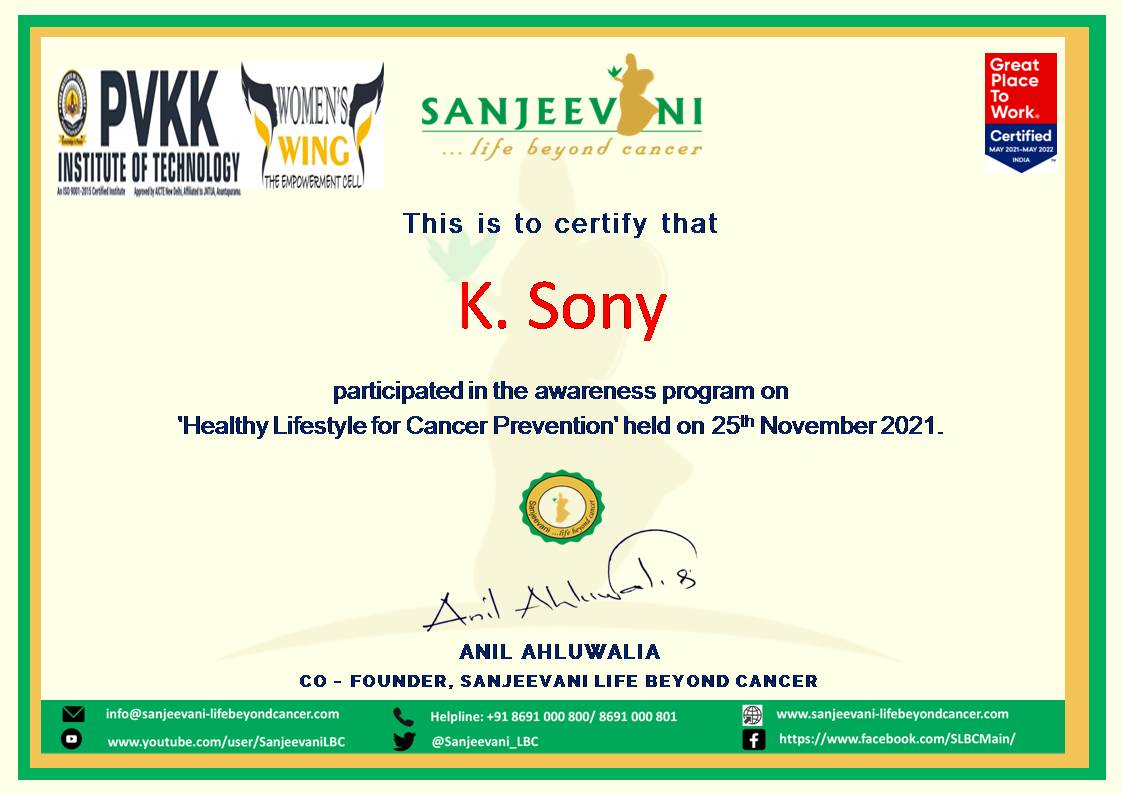 PVKK
INSTITUTE OF TECHNOLOGY
An ISO 9001-2015 Certified Institute Approved by AICTE New Delhi, Affiliated to JNTUA, Anantapuramu.
WOMEN'S
WING
THE EMPOWERMENT CELL
SANJEEVANI
... life beyond cancer
Great
Place
To
Work®
Certified
MAY 2021–MAY 2022
INDIA
™
This is to certify that
K. Sony
participated in the awareness program on
'Healthy Lifestyle for Cancer Prevention' held on 25th November 2021.
Sanjeevani ...life beyond cancer
Anil Ahluwalia
ANIL AHLUWALIA
CO - FOUNDER, SANJEEVANI LIFE BEYOND CANCER
info@sanjeevani-lifebeyondcancer.com
Helpline: +91 8691 000 800/ 8691 000 801
www.sanjeevani-lifebeyondcancer.com
www.youtube.com/user/SanjeevaniLBC
@Sanjeevani_LBC
https://www.facebook.com/SLBCMain/